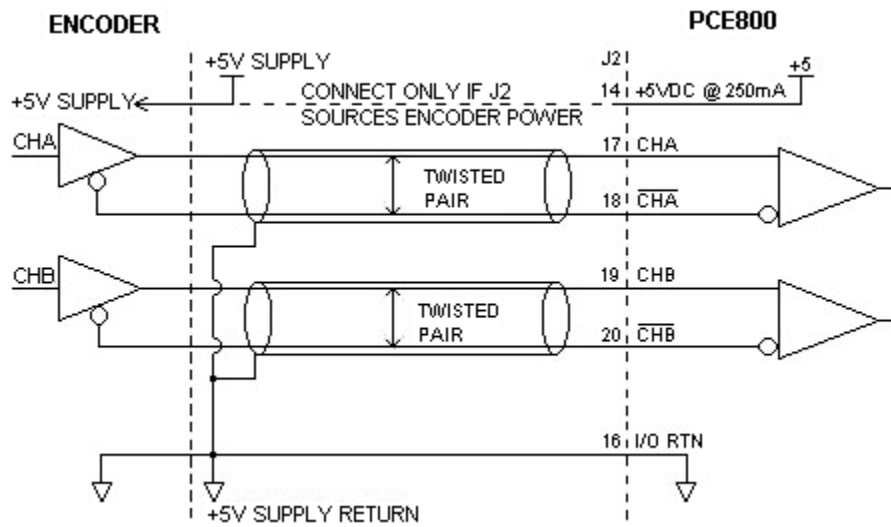 ENCODER
PCE800
+5V SUPPLY
J2
+5
+5V SUPPLY
CONNECT ONLY IF J2
SOURCES ENCODER POWER
14
+5VDC @ 250mA
CHA
17
CHA
TWISTED
PAIR
18
CHA
CHB
19
CHB
TWISTED
PAIR
20
CHB
16
I/O RTN
+5V SUPPLY RETURN